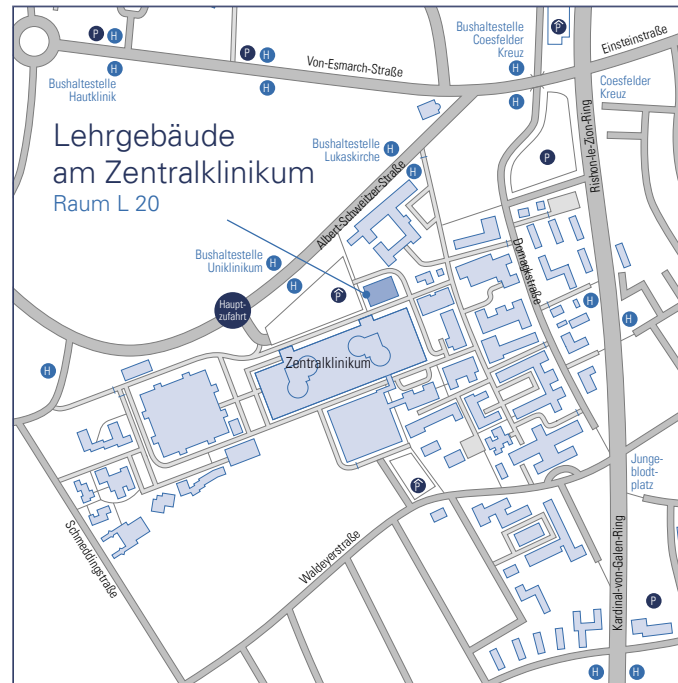 P
H
H
Bushaltestelle
Hautklinik
P
H
H
Von-Esmarch-Straße
Bushaltestelle
Coesfelder
Kreuz
H
H
P
Einsteinstraße
Coesfelder
Kreuz
Lehrgebäude
am Zentralklinikum
Raum L 20
Bushaltestelle
Lukaskirche
H
H
Albert-Schweitzer-Straße
P
Rishon-le-Zion-Ring
Domagkstraße
Bushaltestelle
Uniklinikum
H
H
P
Haupt-
zufahrt
H
H
H
Zentralklinikum
Junge-
blodt-
platz
P
Schmeddingstraße
Waldeyerstraße
Kardinal-von-Galen-Ring
P
H
H